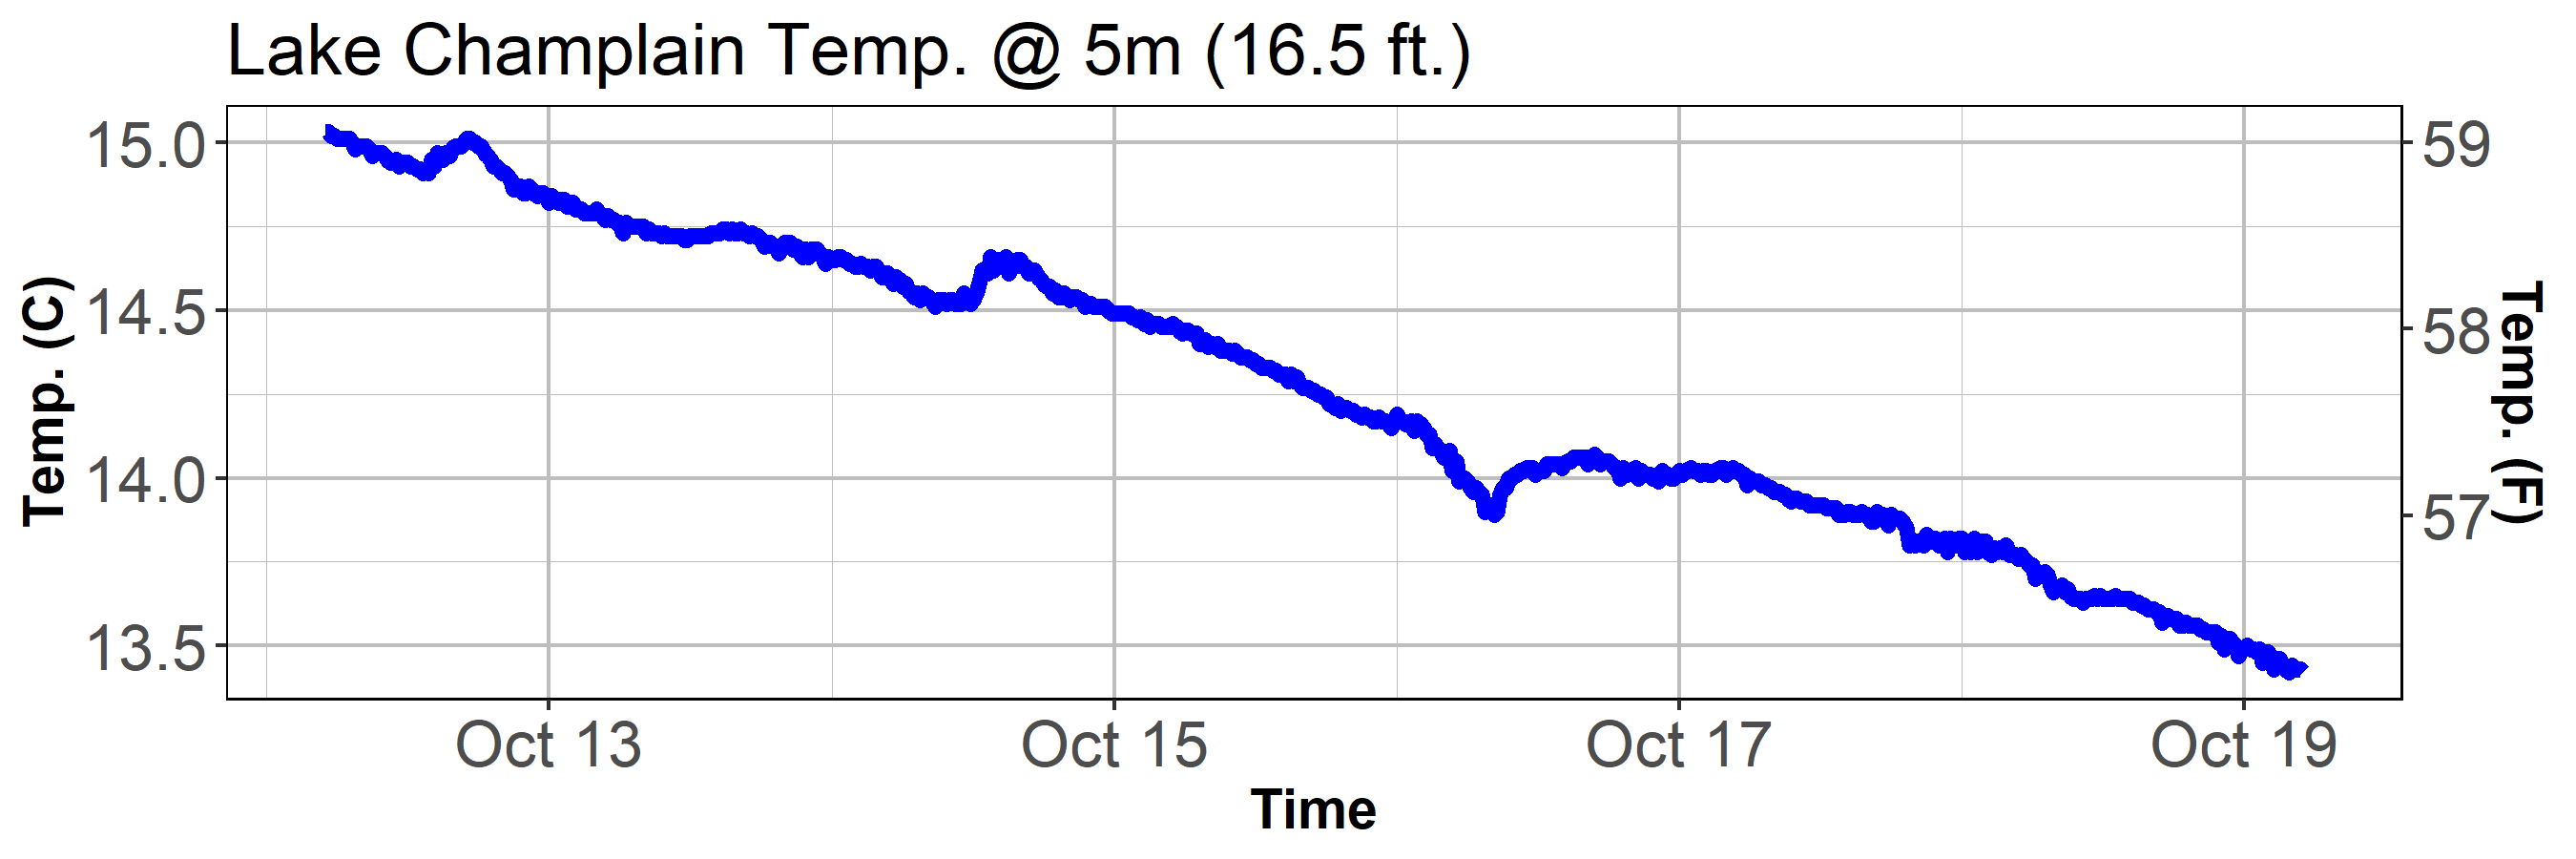 Lake Champlain Temp. @ 5m (16.5 ft.)
Temp. (C)
15.0
14.5
14.0
13.5
59
58
57
Temp. (F)
Oct 13 Oct 15 Oct 17 Oct 19
Time